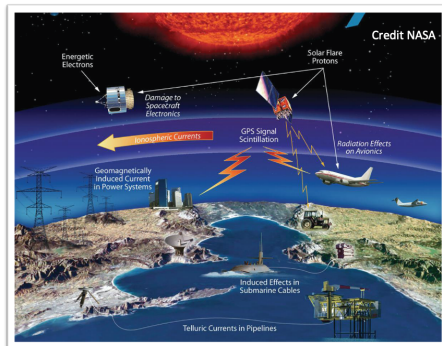 Credit NASA
Solar Flare
Protons
Energetic
Electrons
Damage to
Spacecraft
Electronics
Ionospheric Currents
GPS Signal
Scintillation
Radiation Effects
on Avionics
Geomagnetically
Induced Current
in Power Systems
Induced Effects in
Submarine Cables
Telluric Currents in Pipelines